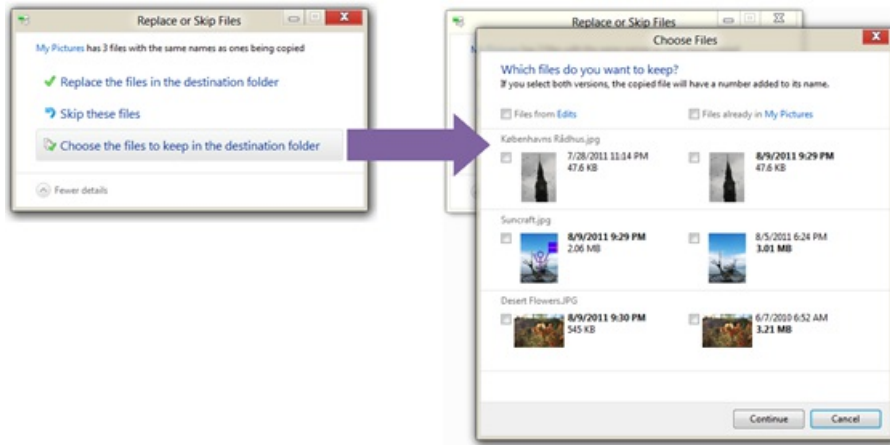 Replace or Skip Files
My Pictures has 3 files with the same names as ones being copied
Replace the files in the destination folder
Skip these files
Choose the files to keep in the destination folder
Fewer details
Replace or Skip Files
Choose Files
Which files do you want to keep?
If you select both versions, the copied file will have a number added to its name.
Files from Edits
Files already in My Pictures
Københavns Rådhus.jpg
7/28/2011 11:14 PM
47.6 KB
8/9/2011 9:29 PM
47.6 KB
Suncraft.jpg
8/9/2011 9:29 PM
2.06 MB
8/5/2011 6:24 PM
3.01 MB
Desert Flowers.JPG
8/9/2011 9:30 PM
545 KB
6/7/2010 6:52 AM
3.21 MB
Continue
Cancel